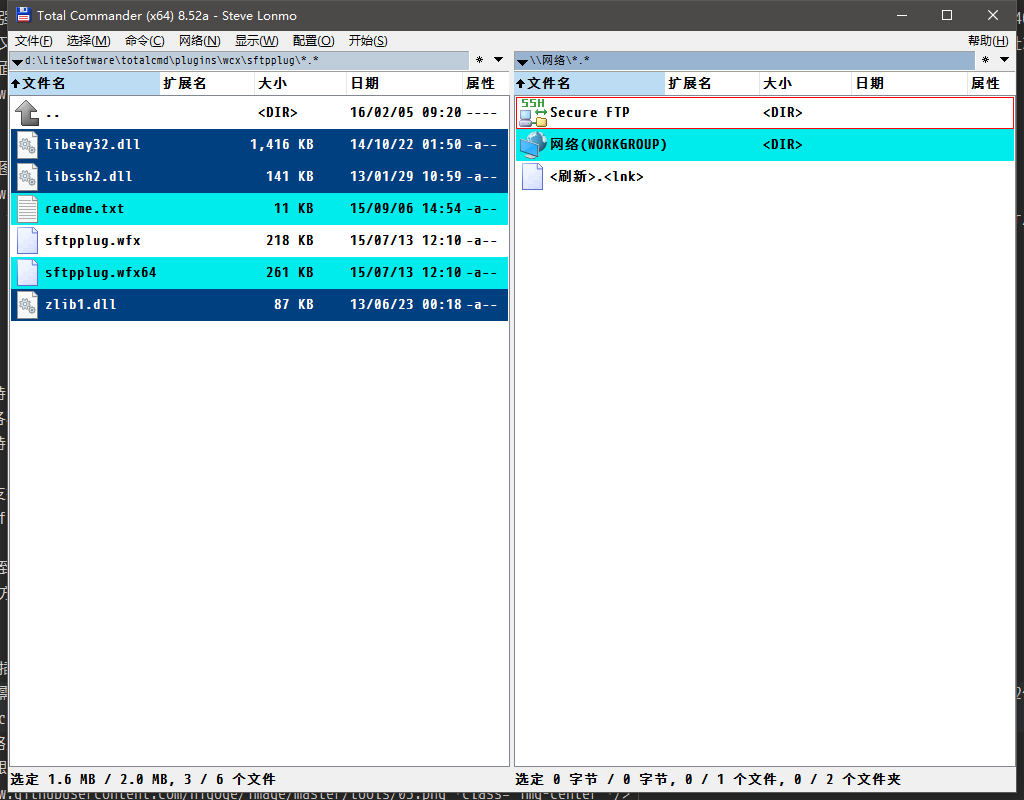 Total Commander (x64) 8.52a - Steve Lonmo
文件(F) 选择(M) 命令(C) 网络(N) 显示(W) 配置(O) 开始(S) 帮助(H)
d:\LiteSoftware\totalcmd\plugins\wcx\sftpplug\*.* * \\网络\*.* *
文件名 扩展名 大小 日期 属性
.. <DIR> 16/02/05 09:20 ----
libeay32.dll 1,416 KB 14/10/22 01:50 -a--
libssh2.dll 141 KB 13/01/29 10:59 -a--
readme.txt 11 KB 15/09/06 14:54 -a--
sftpplug.wfx 218 KB 15/07/13 12:10 -a--
sftpplug.wfx64 261 KB 15/07/13 12:10 -a--
zlib1.dll 87 KB 13/06/23 00:18 -a--
选定 1.6 MB / 2.0 MB, 3 / 6 个文件
文件名 扩展名 大小 日期 属性
SSH
Secure FTP <DIR>
网络(WORKGROUP) <DIR>
<刷新>.<lnk>
选定 0 字节 / 0 字节, 0 / 1 个文件, 0 / 2 个文件夹